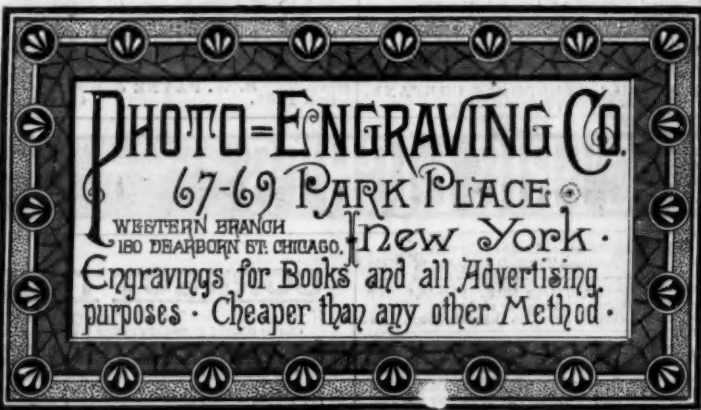 PHOTO=ENGRAVING CO.
67-69 PARK PLACE
WESTERN BRANCH
180 DEARBORN ST. CHICAGO.
New York ·
Engravings for Books and all Advertising
purposes · Cheaper than any other Method ·